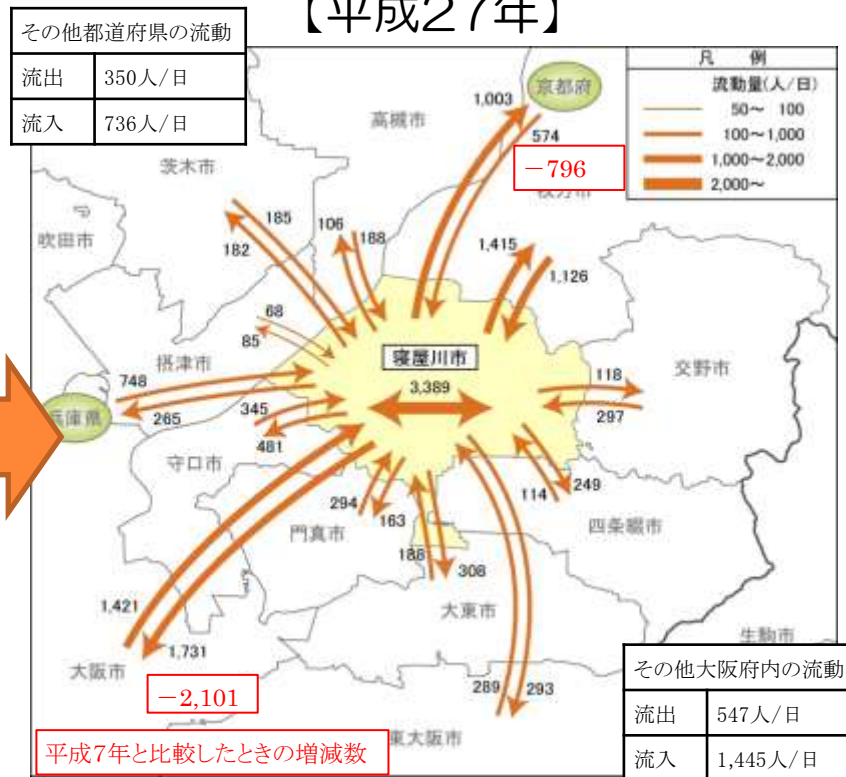 【平成27年】
その他都道府県の流動
流出 350人/日
流入 736人/日
凡 例
流動量(人/日)
50～ 100
100～1,000
1,000～2,000
2,000～
京都府
1,003
574
－796
高槻市
茨木市
吹田市
185
182
106
188
1,415
1,126
68
85
摂津市
寝屋川市
3,389
交野市
748
265
兵庫県
345
481
118
297
守口市
294
163
門真市
114
249
四条畷市
188
308
大東市
1,421
1,731
大阪市
－2,101
289
293
生駒市
東大阪市
平成7年と比較したときの増減数
その他大阪府内の流動
流出 547人/日
流入 1,445人/日